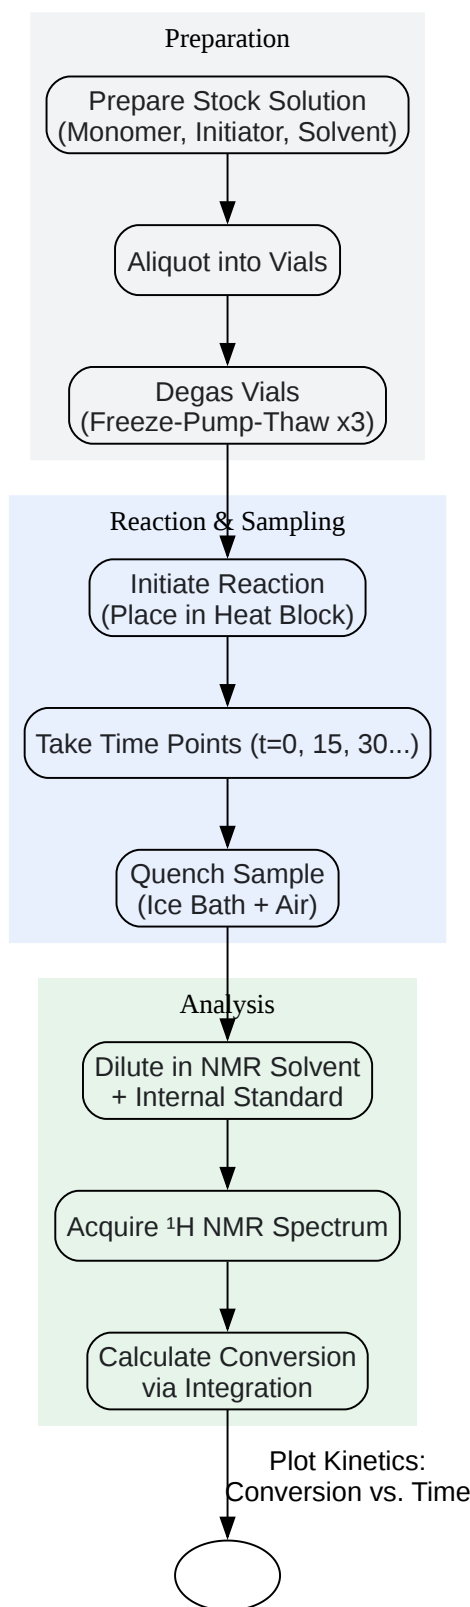 Preparation
Prepare Stock Solution
(Monomer, Initiator, Solvent)
Aliquot into Vials
Degas Vials
(Freeze-Pump-Thaw x3)
Reaction & Sampling
Initiate Reaction
(Place in Heat Block)
Take Time Points (t=0, 15, 30...)
Quench Sample
(Ice Bath + Air)
Analysis
Dilute in NMR Solvent
+ Internal Standard
Acquire ¹H NMR Spectrum
Calculate Conversion
via Integration
Plot Kinetics:
Conversion vs. Time